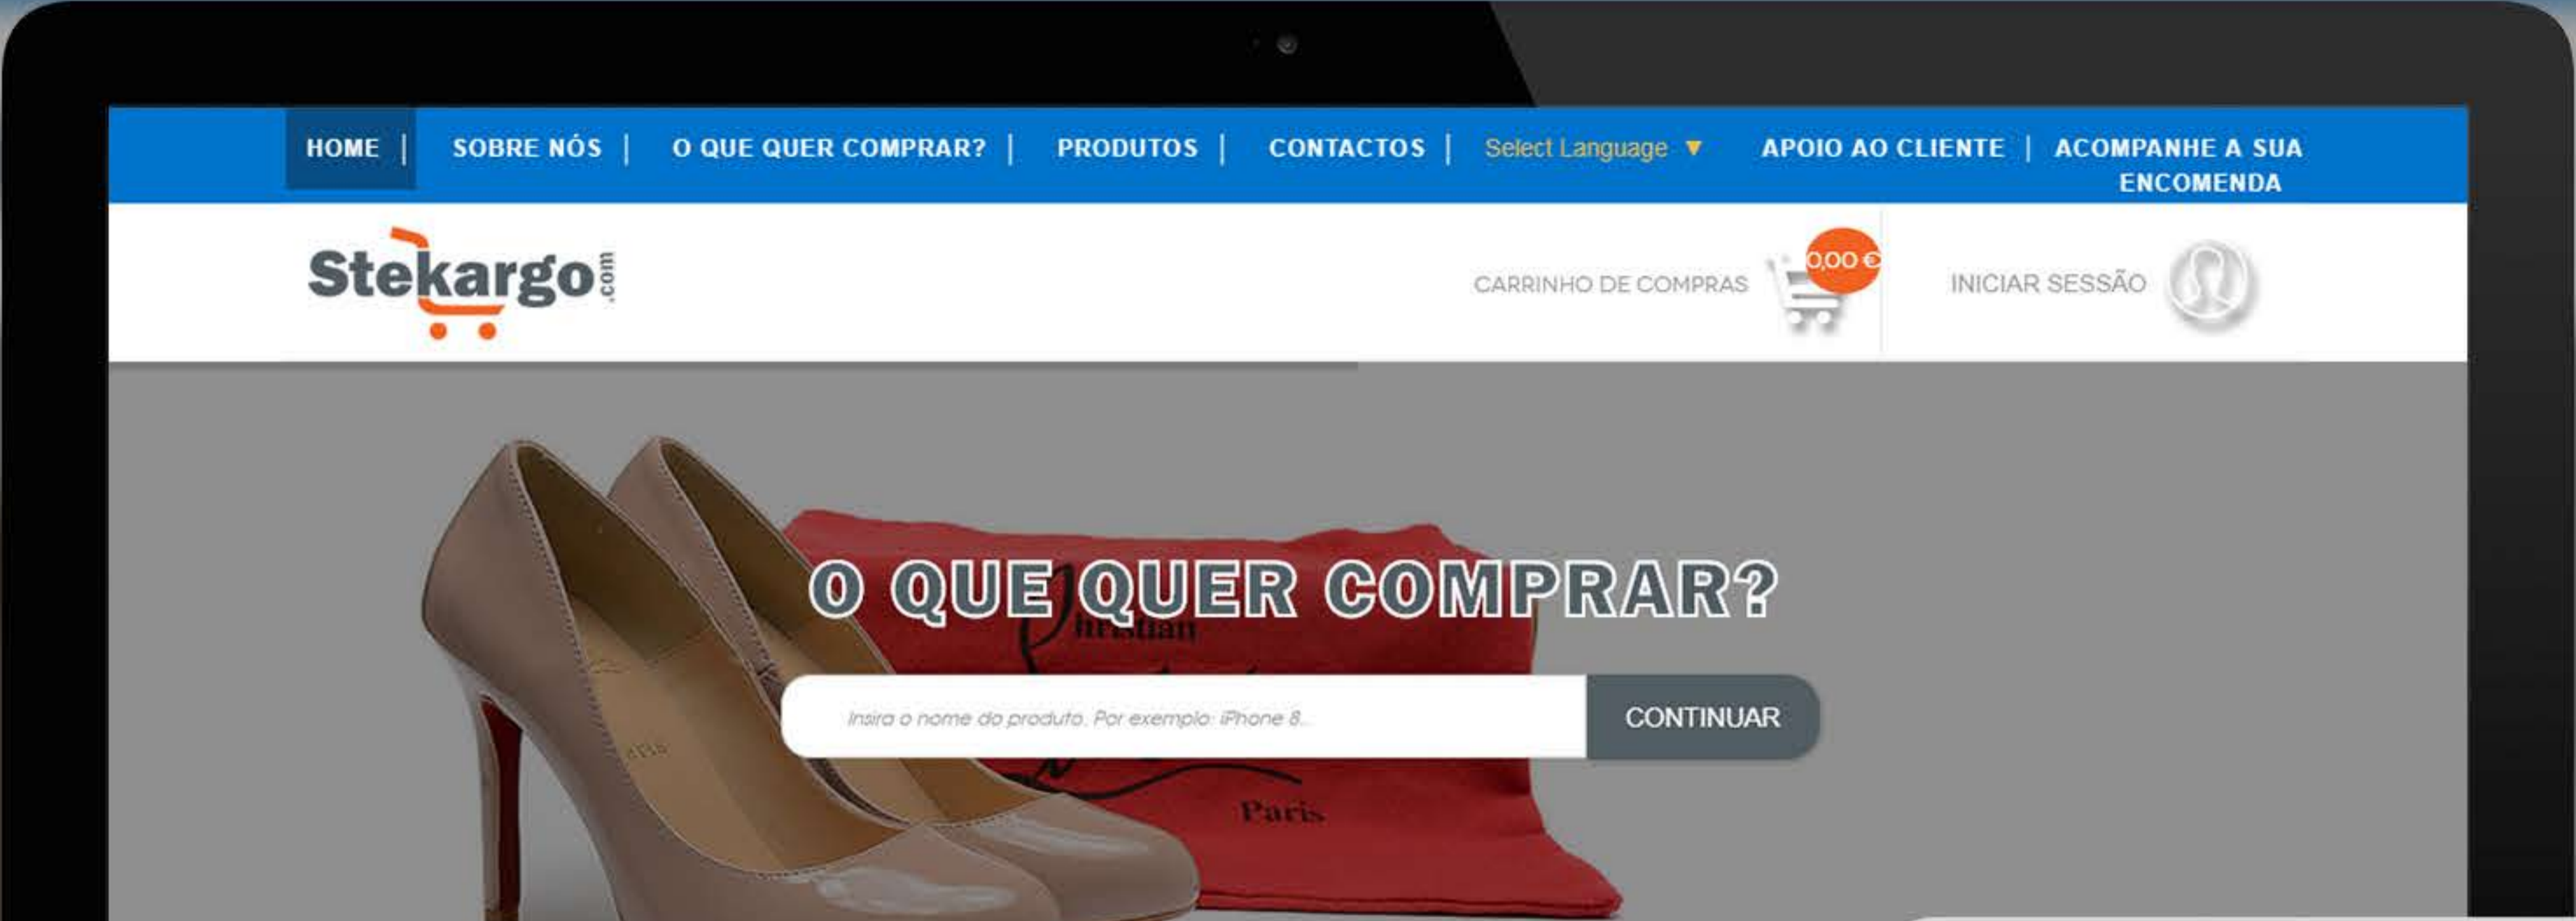 HOME | SOBRE NÓS | O QUE QUER COMPRAR? | PRODUTOS | CONTACTOS | Select Language ▼ APOIO AO CLIENTE | ACOMPANHE A SUA
ENCOMENDA
Stekargo.com
CARRINHO DE COMPRAS
0,00 €
INICIAR SESSÃO
O QUE QUER COMPRAR?
Christian
Insira o nome do produto. Por exemplo: iPhone 8...
CONTINUAR
Paris